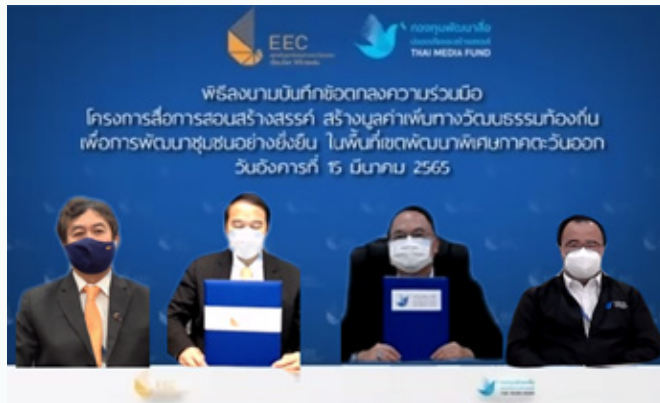 EEC
กองทุนพัฒนาสื่อ
ปลอดภัยและสร้างสรรค์
THAI MEDIA FUND
พิธีลงนามบันทึกข้อตกลงความร่วมมือ
โครงการสื่อการสอนสร้างสรรค์ สร้างมูลค่าเพิ่มทางวัฒนธรรมท้องถิ่น
เพื่อการพัฒนาชุมชนอย่างยั่งยืน ในพื้นที่เขตพัฒนาพิเศษภาคตะวันออก
วันอังคารที่ 15 มีนาคม 2565
EEC